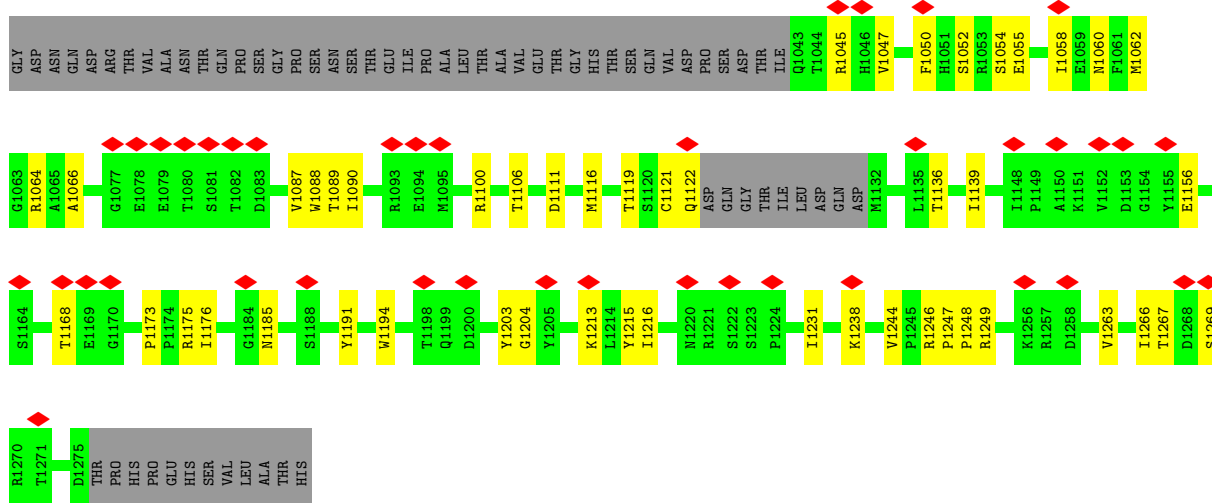 GLY ASP ASN GLN ASP ARG THR VAL ALA ASN THR GLN PRO SER GLY PRO SER ASN SER THR GLU ILE PRO ALA LEU THR ALA VAL GLU THR GLY HIS THR SER GLN VAL ASP PRO SER ASP THR ILE Q1043 T1044 R1045 H1046 V1047 F1050 H1051 S1052 R1053 S1054 E1055 I1058 E1059 N1060 F1061 M1062
G1063 R1064 A1065 A1066 G1077 E1078 E1079 T1080 S1081 T1082 D1083 V1087 W1088 T1089 I1090 R1093 E1094 M1095 R1100 T1106 D1111 M1116 T1119 S1120 C1121 Q1122 ASP GLN GLY THR ILE LEU ASP GLN ASP M1132 L1135 T1136 I1139 I1148 P1149 A1150 K1151 V1152 D1153 G1154 Y1155 E1156
S1164 T1168 E1169 G1170 P1173 P1174 R1175 I1176 G1184 N1185 S1188 Y1191 W1194 T1198 Q1199 D1200 Y1203 G1204 Y1205 K1213 L1214 Y1215 I1216 N1220 R1221 S1222 S1223 P1224 I1231 K1238 V1244 P1245 R1246 P1247 P1248 R1249 K1256 R1257 D1258 V1263 I1266 T1267 D1268 S1269
R1270 T1271 D1275 THR PRO HIS PRO GLU HIS SER VAL LEU ALA THR HIS